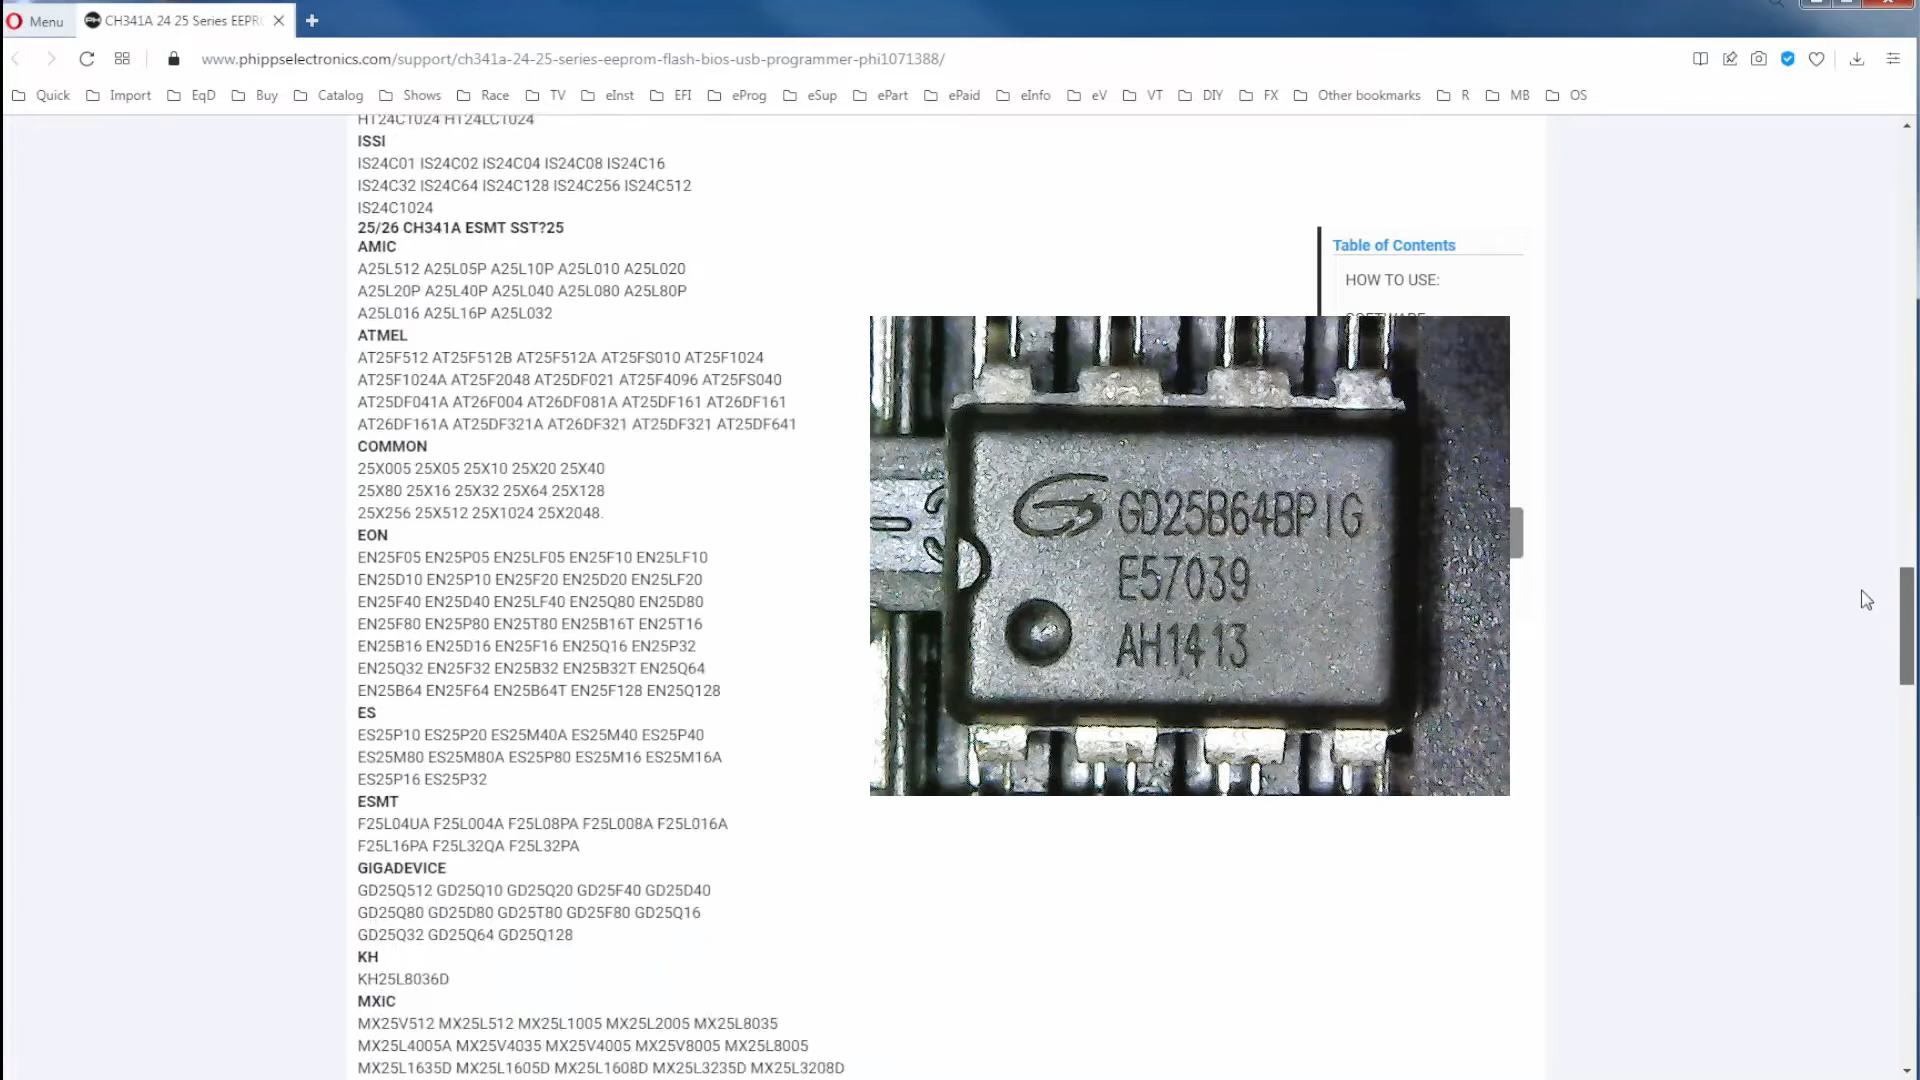 Menu
CH341A 24 25 Series EEPR
www.phippselectronics.com/support/ch341a-24-25-series-eeprom-flash-bios-usb-programmer-phi1071388/
Quick Import EqD Buy Catalog Shows Race TV eInst EFI eProg eSup ePart ePaid eInfo eV VT DIY FX Other bookmarks R MB OS
HT24C1024 HT24LC1024
ISSI
IS24C01 IS24C02 IS24C04 IS24C08 IS24C16
IS24C32 IS24C64 IS24C128 IS24C256 IS24C512
IS24C1024
25/26 CH341A ESMT SST?25
AMIC
A25L512 A25L05P A25L10P A25L010 A25L020
A25L20P A25L40P A25L040 A25L080 A25L80P
A25L016 A25L16P A25L032
ATMEL
AT25F512 AT25F512B AT25F512A AT25FS010 AT25F1024
AT25F1024A AT25F2048 AT25DF021 AT25F4096 AT25FS040
AT25DF041A AT26F004 AT26DF081A AT25DF161 AT26DF161
AT26DF161A AT25DF321A AT26DF321 AT25DF321 AT25DF641
COMMON
25X005 25X05 25X10 25X20 25X40
25X80 25X16 25X32 25X64 25X128
25X256 25X512 25X1024 25X2048.
EON
EN25F05 EN25P05 EN25LF05 EN25F10 EN25LF10
EN25D10 EN25P10 EN25F20 EN25D20 EN25LF20
EN25F40 EN25D40 EN25LF40 EN25Q80 EN25D80
EN25F80 EN25P80 EN25T80 EN25B16T EN25T16
EN25B16 EN25D16 EN25F16 EN25Q16 EN25P32
EN25Q32 EN25F32 EN25B32 EN25B32T EN25Q64
EN25B64 EN25F64 EN25B64T EN25F128 EN25Q128
ES
ES25P10 ES25P20 ES25M40A ES25M40 ES25P40
ES25M80 ES25M80A ES25P80 ES25M16 ES25M16A
ES25P16 ES25P32
ESMT
F25L04UA F25L004A F25L08PA F25L008A F25L016A
F25L16PA F25L32QA F25L32PA
GIGADEVICE
GD25Q512 GD25Q10 GD25Q20 GD25F40 GD25D40
GD25Q80 GD25D80 GD25T80 GD25F80 GD25Q16
GD25Q32 GD25Q64 GD25Q128
KH
KH25L8036D
MXIC
MX25V512 MX25L512 MX25L1005 MX25L2005 MX25L8035
MX25L4005A MX25V4035 MX25V4005 MX25V8005 MX25L8005
MX25L1635D MX25L1605D MX25L1608D MX25L3235D MX25L3208D
Table of Contents
HOW TO USE:
SOFTWARE
GD25B64BPIG
E57039
AH1413